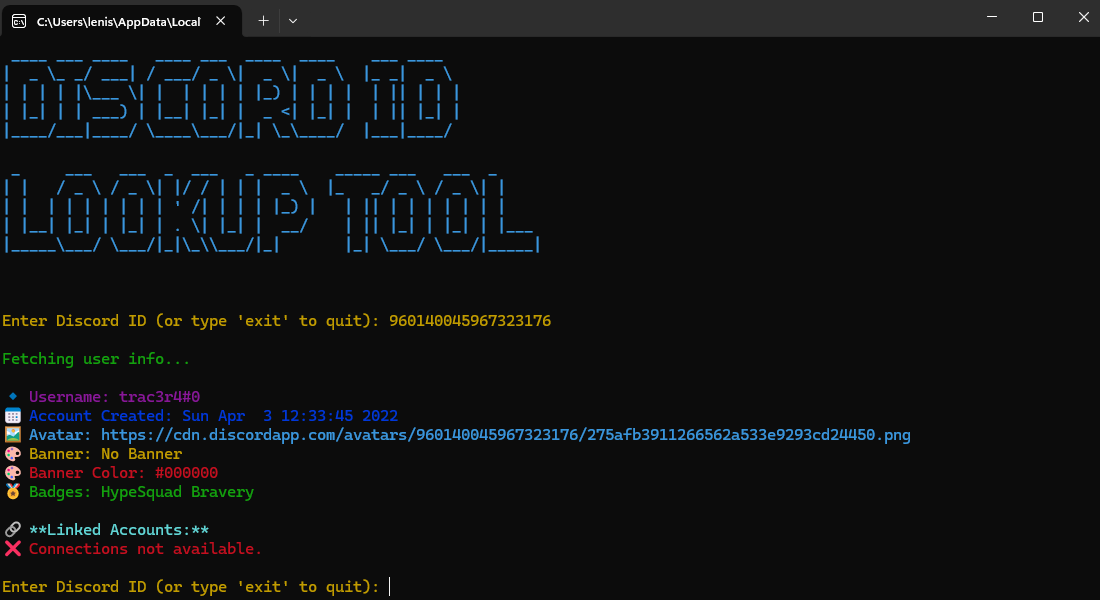 C:\Users\lenis\AppData\Local
DISCORD ID
LOOKUP TOOL
Enter Discord ID (or type 'exit' to quit): 960140045967323176
Fetching user info...
Username: trac3r4#0
Account Created: Sun Apr  3 12:33:45 2022
Avatar: https://cdn.discordapp.com/avatars/960140045967323176/275afb3911266562a533e9293cd24450.png
Banner: No Banner
Banner Color: #000000
Badges: HypeSquad Bravery
**Linked Accounts:**
Connections not available.
Enter Discord ID (or type 'exit' to quit):